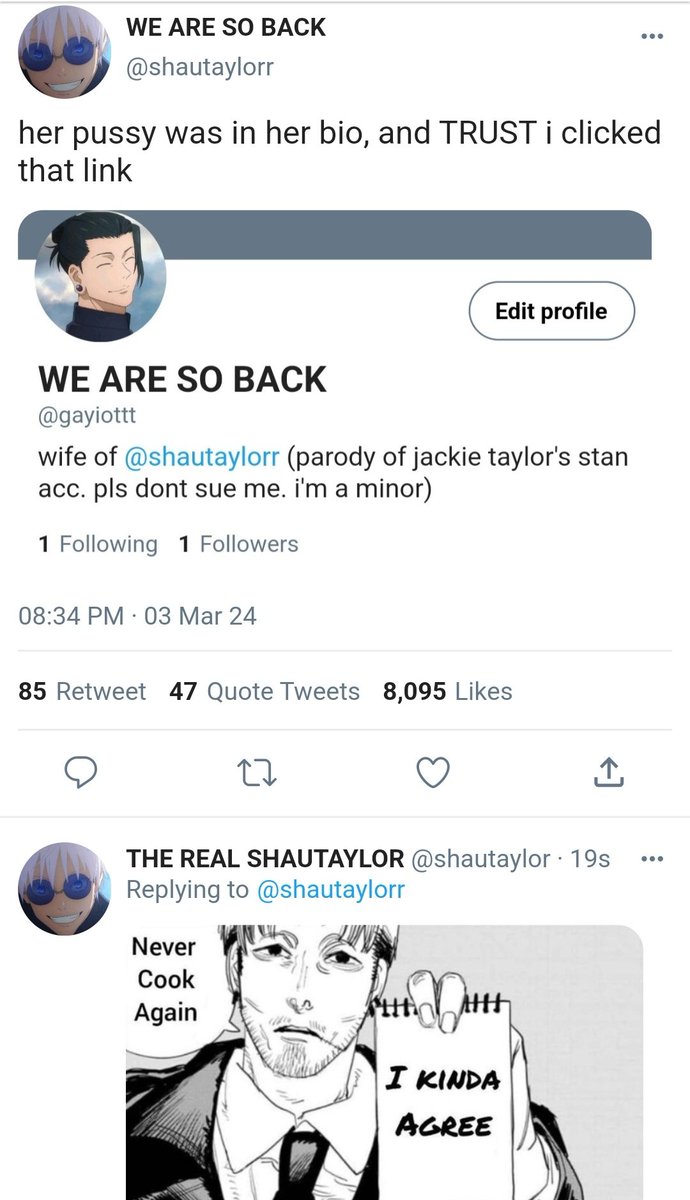 WE ARE SO BACK
@shautaylorr
her pussy was in her bio, and TRUST i clicked
that link
Edit profile
WE ARE SO BACK
@gayiottt
wife of @shautaylorr (parody of jackie taylor's stan
acc. pls dont sue me. i'm a minor)
1 Following 1 Followers
08:34 PM · 03 Mar 24
85 Retweet 47 Quote Tweets 8,095 Likes
THE REAL SHAUTAYLOR @shautaylor · 19s
Replying to @shautaylorr
Never
Cook
Again
I KINDA
AGREE